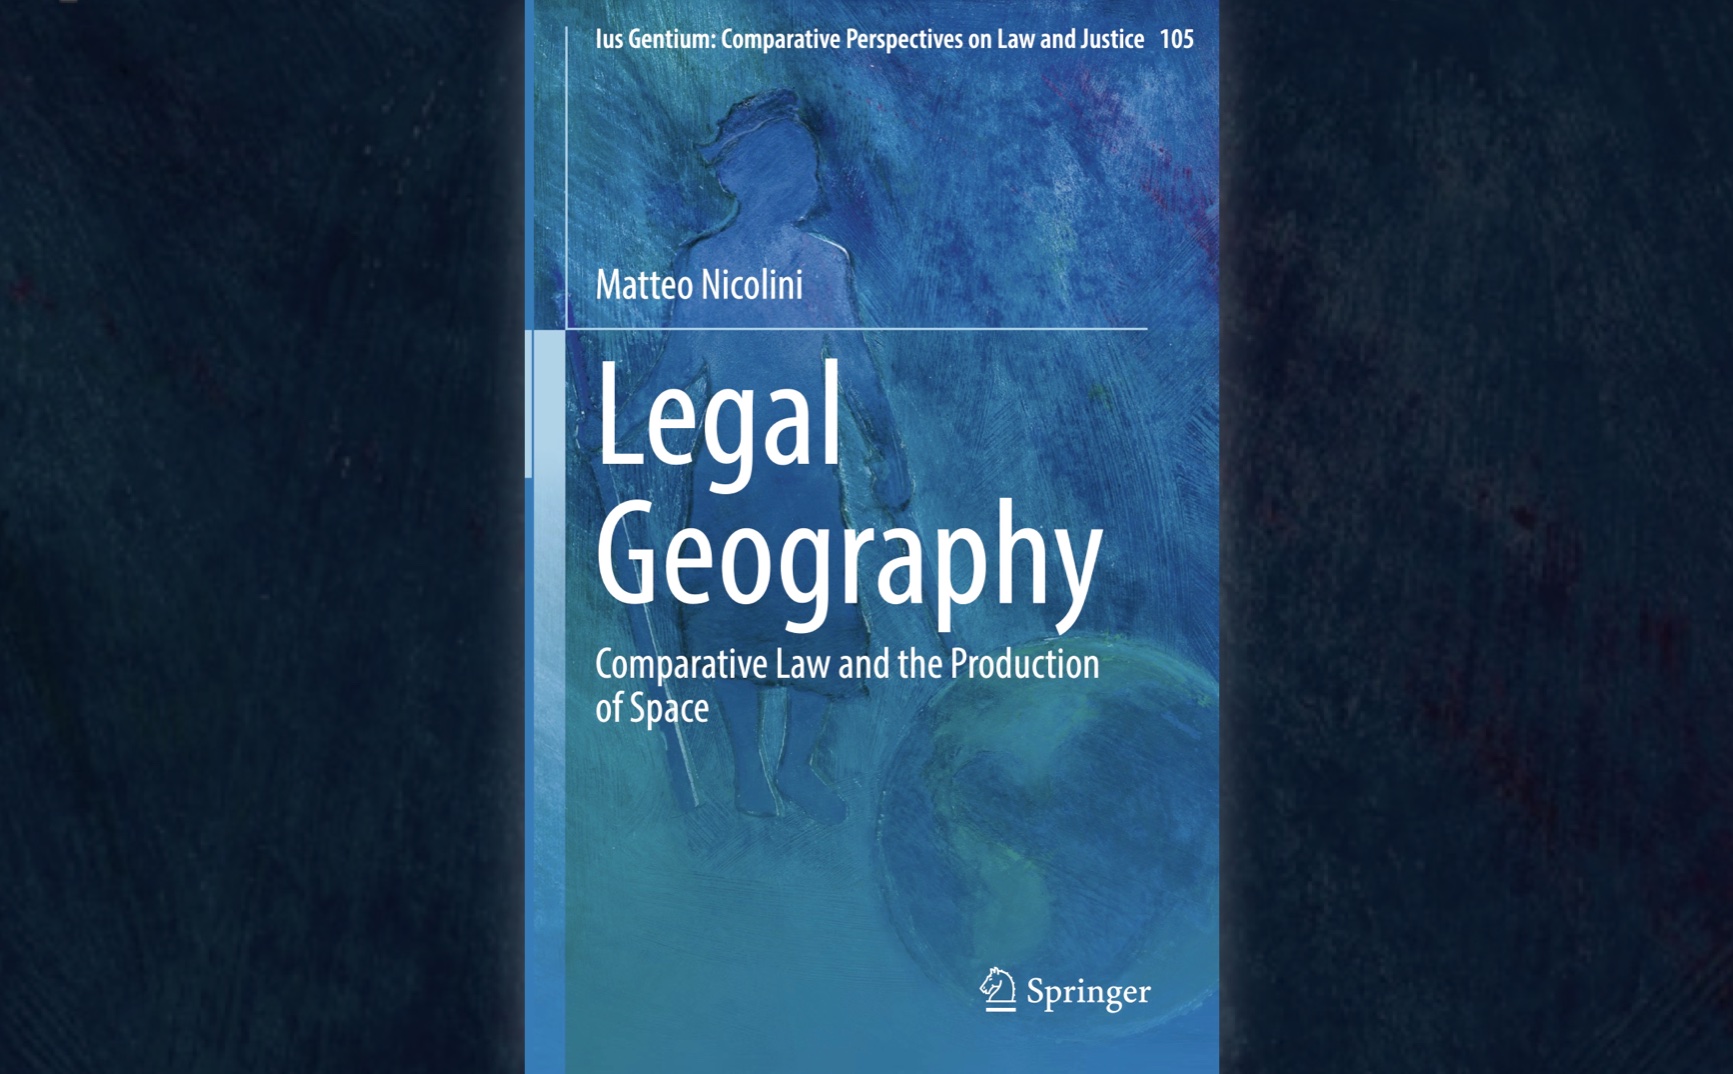 Ius Gentium: Comparative Perspectives on Law and Justice 105
Matteo Nicolini
Legal
Geography
Comparative Law and the Production
of Space
Springer